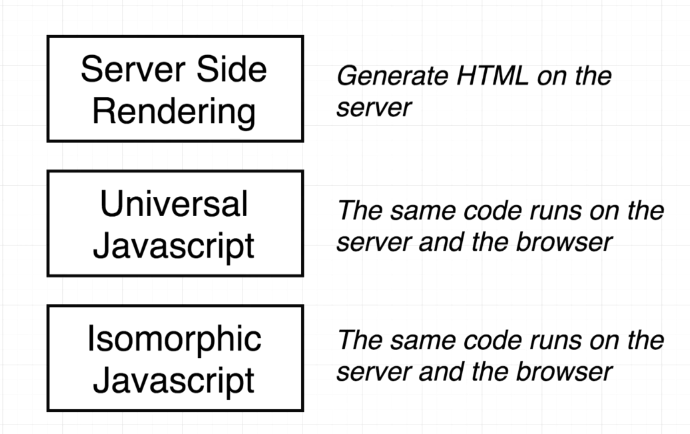 Server Side
Rendering
Generate HTML on the
server
Universal
Javascript
The same code runs on the
server and the browser
Isomorphic
Javascript
The same code runs on the
server and the browser